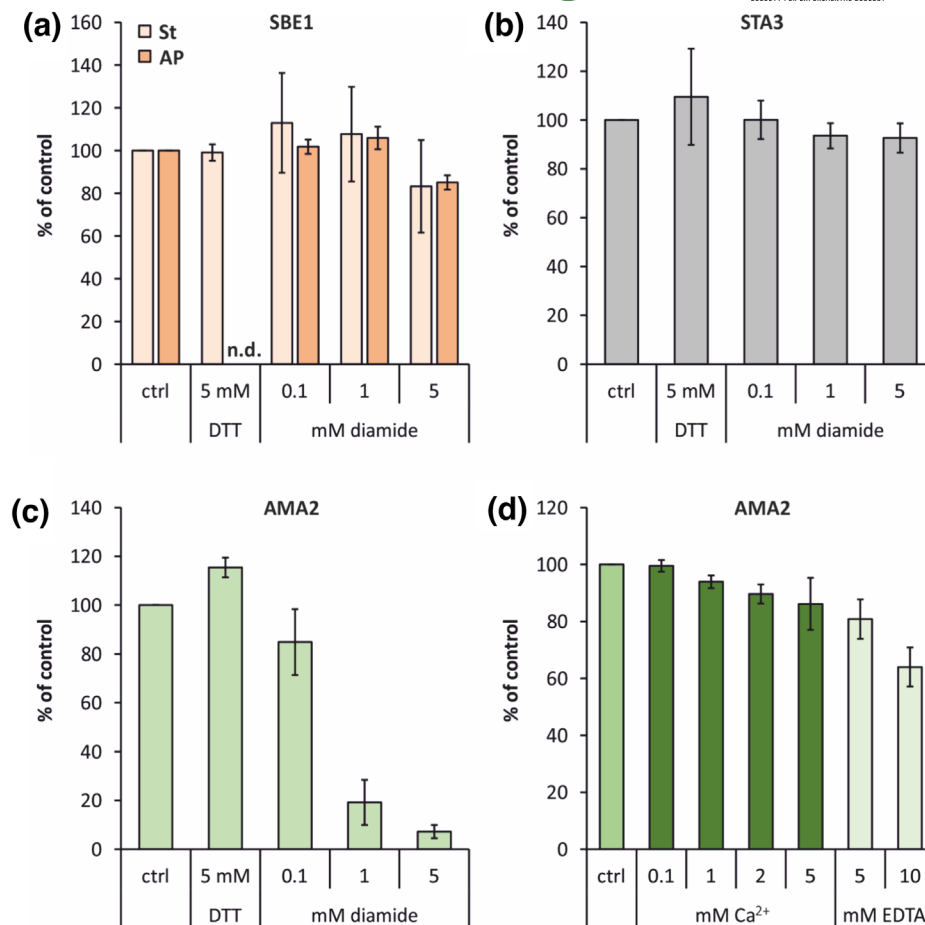 (a)
SBE1
160
140
120
100
80
60
40
20
0
% of control
St
AP
n.d.
ctrl 5 mM 0.1 1 5
DTT mM diamide
(b)
STA3
140
120
100
80
60
40
20
0
% of control
ctrl 5 mM 0.1 1 5
DTT mM diamide
(c)
AMA2
140
120
100
80
60
40
20
0
% of control
ctrl 5 mM 0.1 1 5
DTT mM diamide
(d)
AMA2
120
100
80
60
40
20
0
% of control
ctrl 0.1 1 2 5 5 10
mM Ca²⁺ mM EDTA